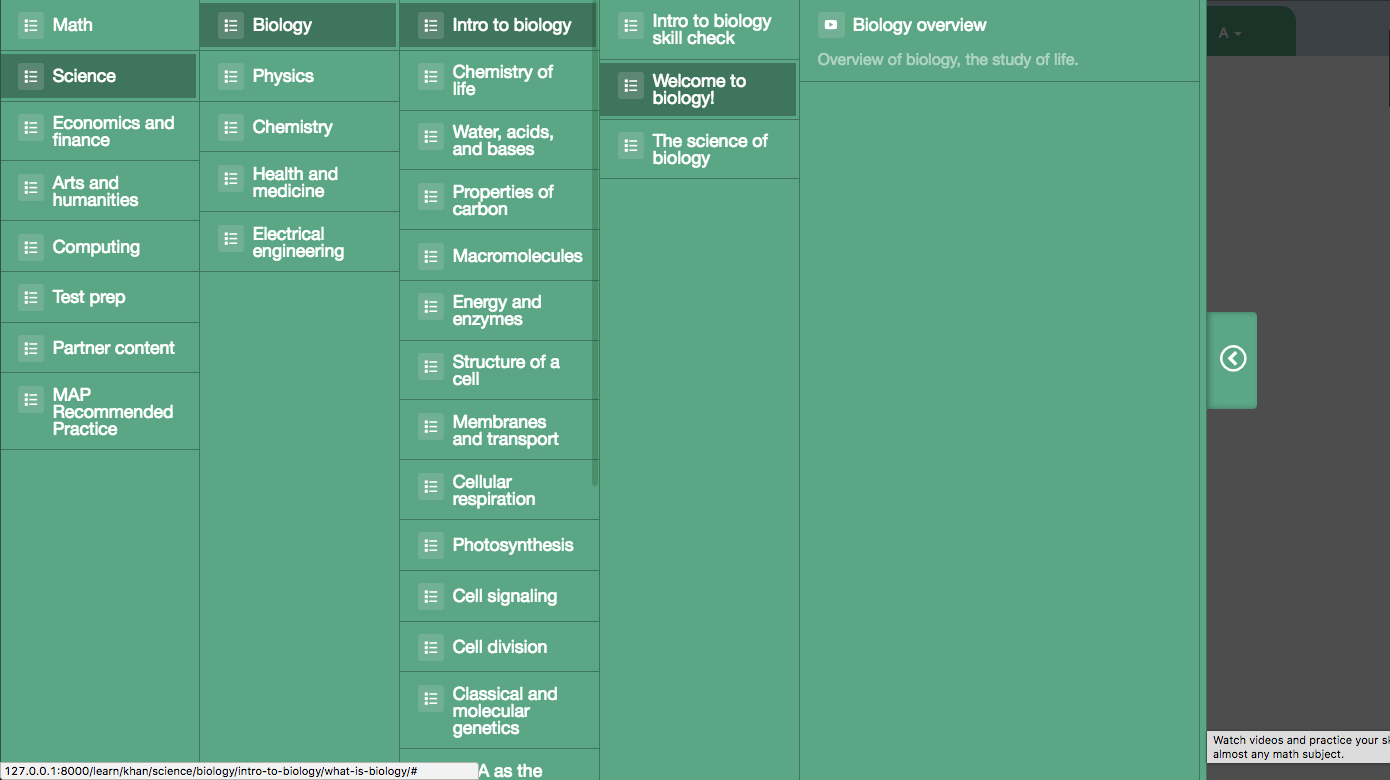 Math
Science
Economics and
finance
Arts and
humanities
Computing
Test prep
Partner content
MAP
Recommended
Practice
Biology
Physics
Chemistry
Health and
medicine
Electrical
engineering
Intro to biology
Chemistry of
life
Water, acids,
and bases
Properties of
carbon
Macromolecules
Energy and
enzymes
Structure of a
cell
Membranes
and transport
Cellular
respiration
Photosynthesis
Cell signaling
Cell division
Classical and
molecular
genetics
A as the
Intro to biology
skill check
Welcome to
biology!
The science of
biology
Biology overview
Overview of biology, the study of life.
A
Watch videos and practice your
almost any math subject.
127.0.0.1:8000/learn/khan/science/biology/intro-to-biology/what-is-biology/#